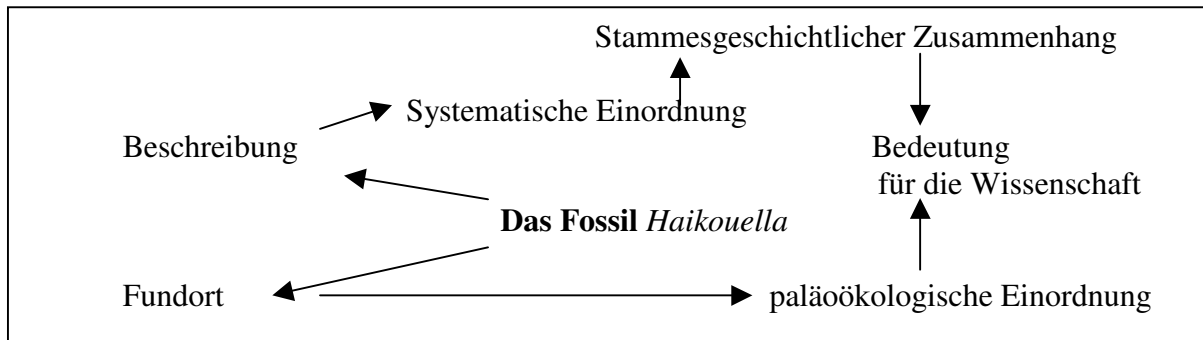 Stammesgeschichtlicher Zusammenhang
Systematische Einordnung
Beschreibung
Bedeutung
für die Wissenschaft
Das Fossil Haikouella
Fundort
paläoökologische Einordnung